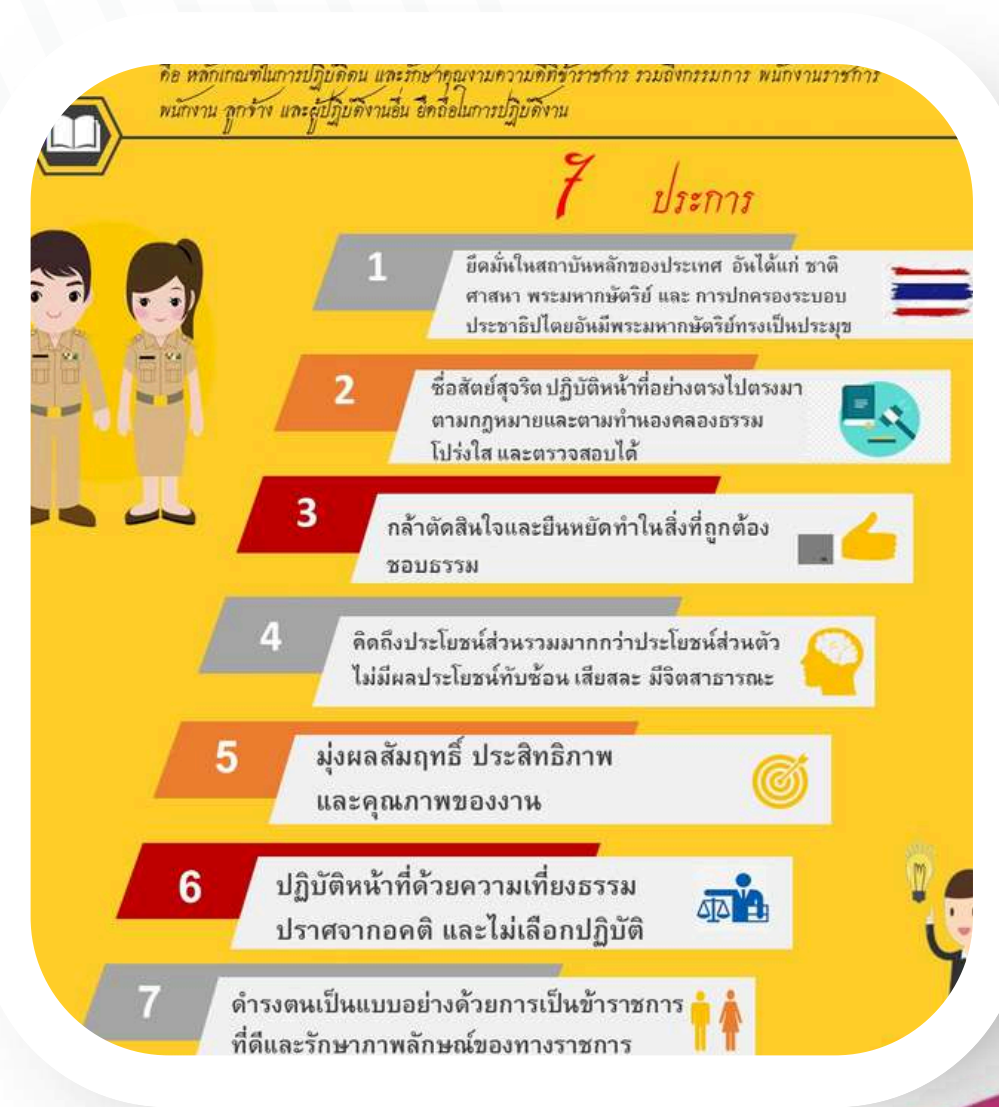 คือ หลักเกณฑ์ในการปฏิบัติตน และรักษาคุณงามความดีที่ข้าราชการ รวมถึงกรรมการ พนักงานราชการ
พนักงาน ลูกจ้าง และผู้ปฏิบัติงานอื่น ยึดถือในการปฏิบัติงาน
7 ประการ
1
ยึดมั่นในสถาบันหลักของประเทศ อันได้แก่ ชาติ
ศาสนา พระมหากษัตริย์ และ การปกครองระบอบ
ประชาธิปไตยอันมีพระมหากษัตริย์ทรงเป็นประมุข
2
ซื่อสัตย์สุจริต ปฏิบัติหน้าที่อย่างตรงไปตรงมา
ตามกฎหมายและตามทำนองคลองธรรม
โปร่งใส และตรวจสอบได้
3
กล้าตัดสินใจและยืนหยัดทำในสิ่งที่ถูกต้อง
ชอบธรรม
4
คิดถึงประโยชน์ส่วนรวมมากกว่าประโยชน์ส่วนตัว
ไม่มีผลประโยชน์ทับซ้อน เสียสละ มีจิตสาธารณะ
5
มุ่งผลสัมฤทธิ์ ประสิทธิภาพ
และคุณภาพของงาน
6
ปฏิบัติหน้าที่ด้วยความเที่ยงธรรม
ปราศจากอคติ และไม่เลือกปฏิบัติ
7
ดำรงตนเป็นแบบอย่างด้วยการเป็นข้าราชการ
ที่ดีและรักษาภาพลักษณ์ของทางราชการ